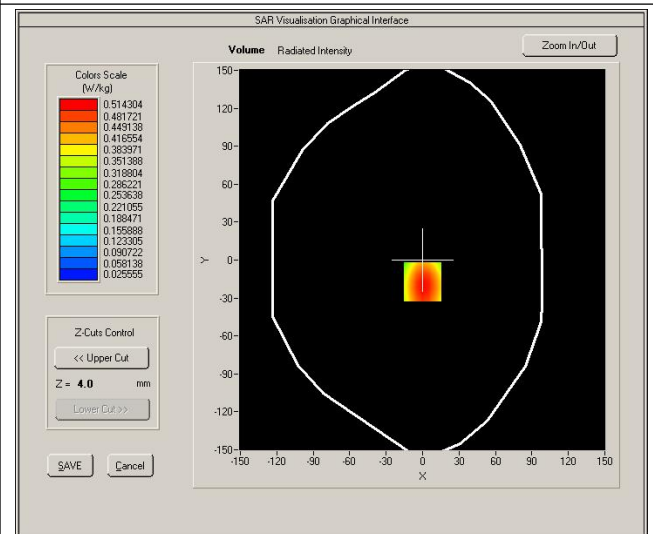 SAR Visualisation Graphical Interface
Volume Radiated Intensity
Zoom In/Out
Colors Scale
(W/kg)
0.514304
0.481721
0.449138
0.416554
0.383971
0.351388
0.318804
0.286221
0.253638
0.221055
0.188471
0.155888
0.123305
0.090722
0.058138
0.025555
Z-Cuts Control
<< Upper Cut
Z = 4.0 mm
Lower Cut >>
SAVE Cancel
150
120
90
60
30
0
-30
-60
-90
-120
-150
Y
-150 -120 -90 -60 -30 0 30 60 90 120 150
X